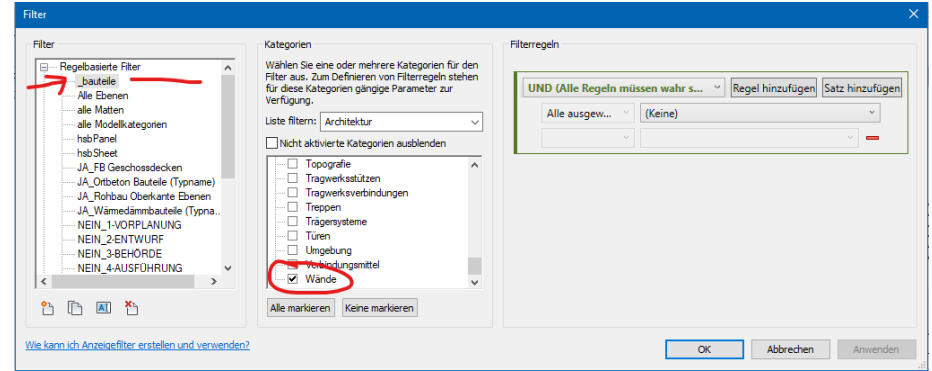 Filter
Filter
Regelbasierte Filter
_bauteile
Alle Ebenen
alle Matten
alle Modellkategorien
hsbPanel
hsbSheet
JA_FB Geschossdecken
JA_Ortbeton Bauteile (Typname)
JA_Rohbau Oberkante Ebenen
JA_Wärmedämmbauteile (Typna..
NEIN_1-VORPLANUNG
NEIN_2-ENTWURF
NEIN_3-BEHÖRDE
NEIN_4-AUSFÜHRUNG
Wie kann ich Anzeigefilter erstellen und verwenden?
Kategorien
Wählen Sie eine oder mehrere Kategorien für den
Filter aus. Zum Definieren von Filterregeln stehen
für diese Kategorien gängige Parameter zur
Verfügung.
Liste filtern: Architektur
Nicht aktivierte Kategorien ausblenden
Topografie
Tragwerksstützen
Tragwerksverbindungen
Treppen
Trägersysteme
Türen
Umgebung
Verbindungsmittel
Wände
Alle markieren Keine markieren
Filterregeln
UND (Alle Regeln müssen wahr s... Regel hinzufügen Satz hinzufügen
Alle ausgew... (Keine)
OK Abbrechen Anwenden